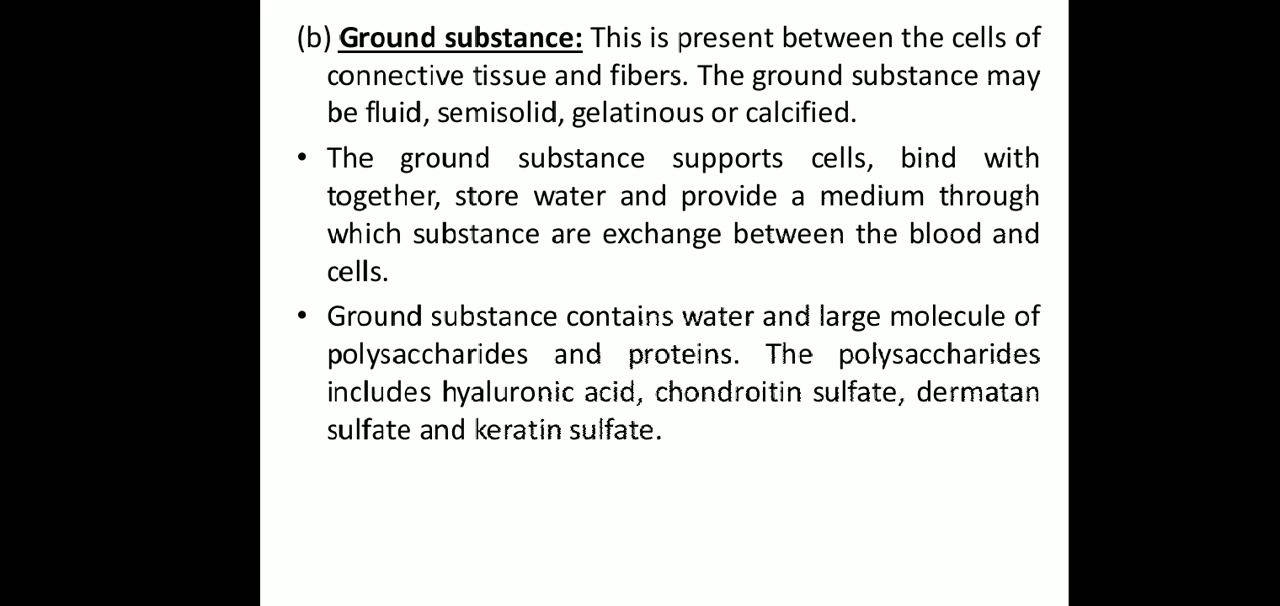 (b) Ground substance: This is present between the cells of
connective tissue and fibers. The ground substance may
be fluid, semisolid, gelatinous or calcified.
• The ground substance supports cells, bind with
together, store water and provide a medium through
which substance are exchange between the blood and
cells.
• Ground substance contains water and large molecule of
polysaccharides and proteins. The polysaccharides
includes hyaluronic acid, chondroitin sulfate, dermatan
sulfate and keratin sulfate.